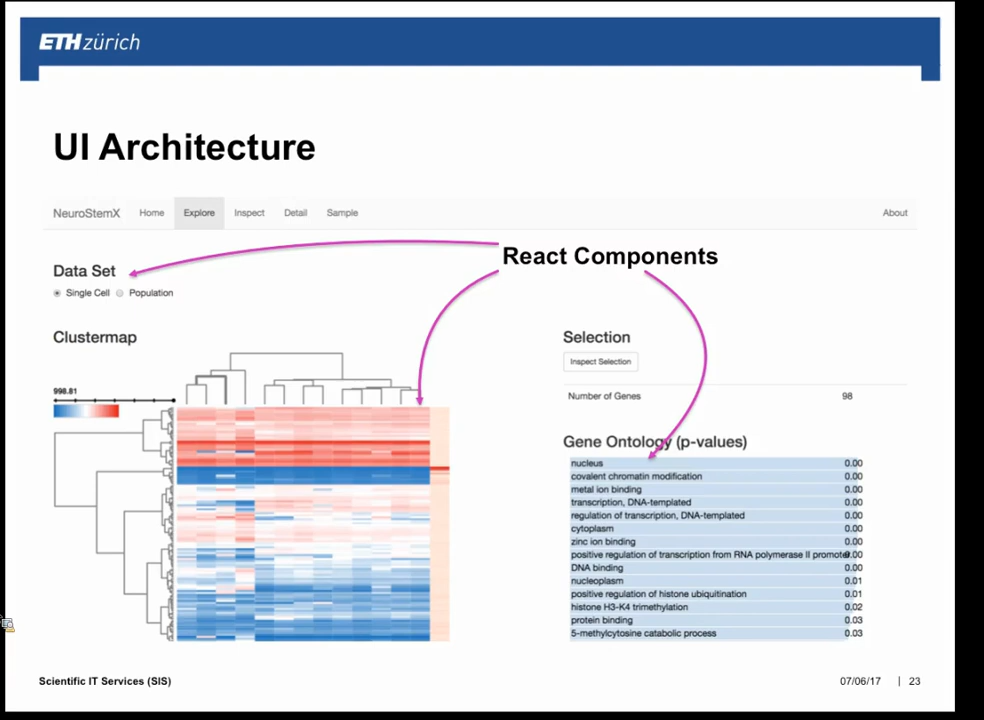 ETH zürich
UI Architecture
NeuroStemX Home Explore Inspect Detail Sample About
React Components
Data Set
Single Cell Population
Clustermap
998.81
Selection
Inspect Selection
Number of Genes 98
Gene Ontology (p-values)
nucleus 0.00
covalent chromatin modification 0.00
metal ion binding 0.00
transcription, DNA-templated 0.00
regulation of transcription, DNA-templated 0.00
cytoplasm 0.00
zinc ion binding 0.00
positive regulation of transcription from RNA polymerase II promoter 0.00
DNA binding 0.00
nucleoplasm 0.01
positive regulation of histone ubiquitination 0.01
histone H3-K4 trimethylation 0.02
protein binding 0.03
5-methylcytosine catabolic process 0.03
Scientific IT Services (SIS) 07/06/17 | 23